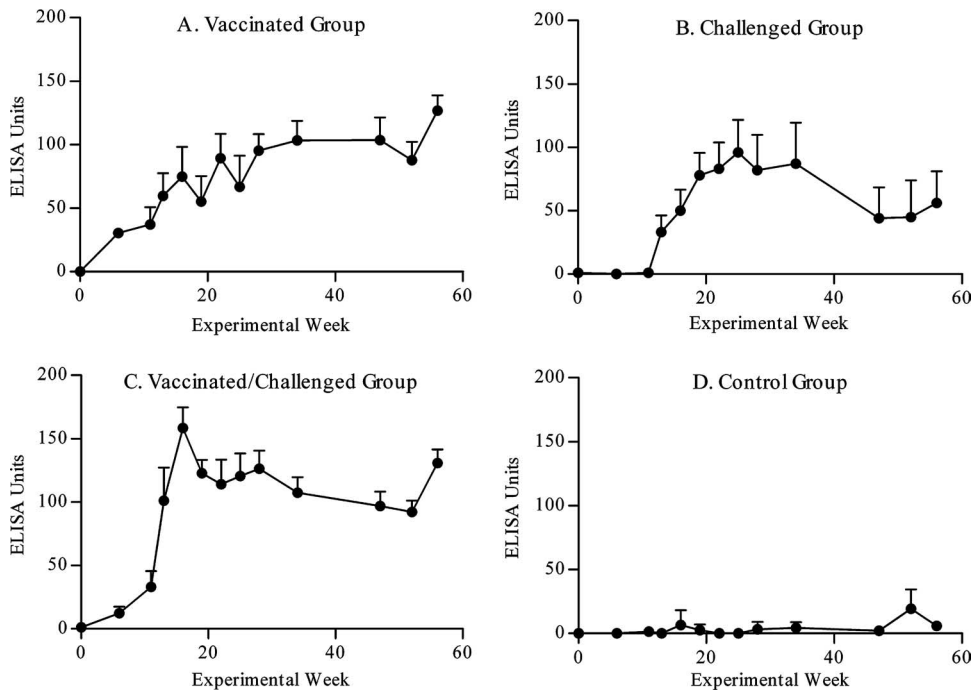 A. Vaccinated Group
200
150
100
50
0
ELISA Units
0 20 40 60
Experimental Week
B. Challenged Group
200
150
100
50
0
ELISA Units
0 20 40 60
Experimental Week
C. Vaccinated/Challenged Group
200
150
100
50
0
ELISA Units
0 20 40 60
Experimental Week
D. Control Group
200
150
100
50
0
ELISA Units
0 20 40 60
Experimental Week